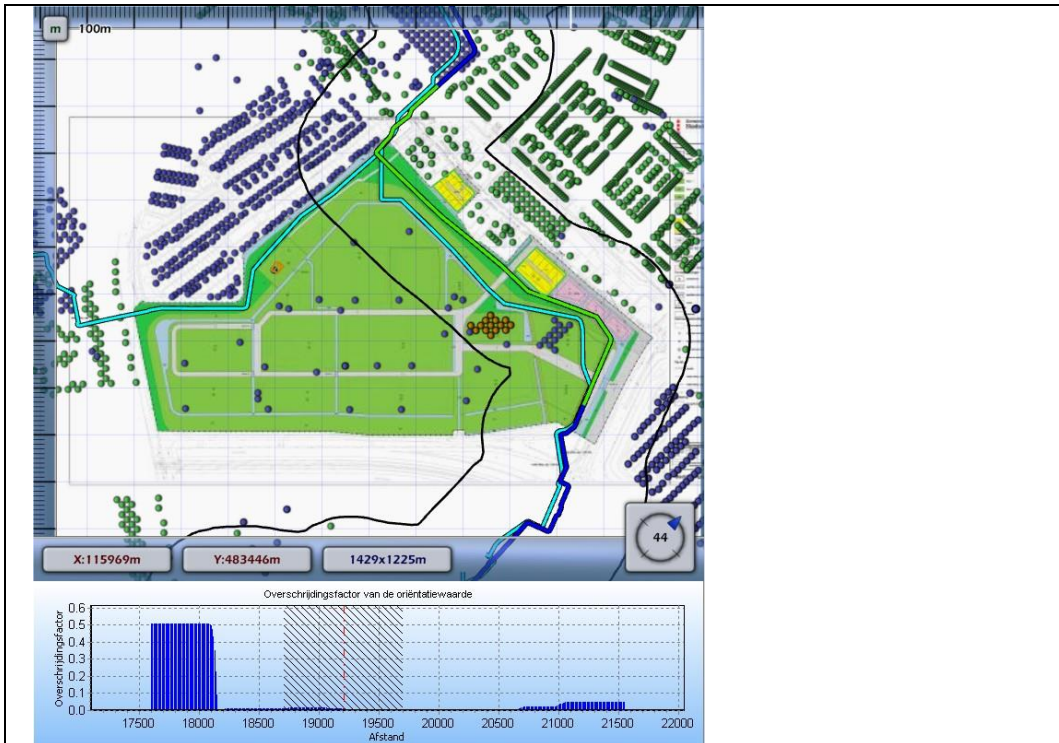 m
100m
X:115969m
Y:483446m
1429x1225m
44
Overschrijdingsfactor van de oriëntatiewaarde
Overschrijdingsfactor
0.6
0.5
0.4
0.3
0.2
0.1
0.0
17500 18000 18500 19000 19500 20000 20500 21000 21500 22000
Afstand